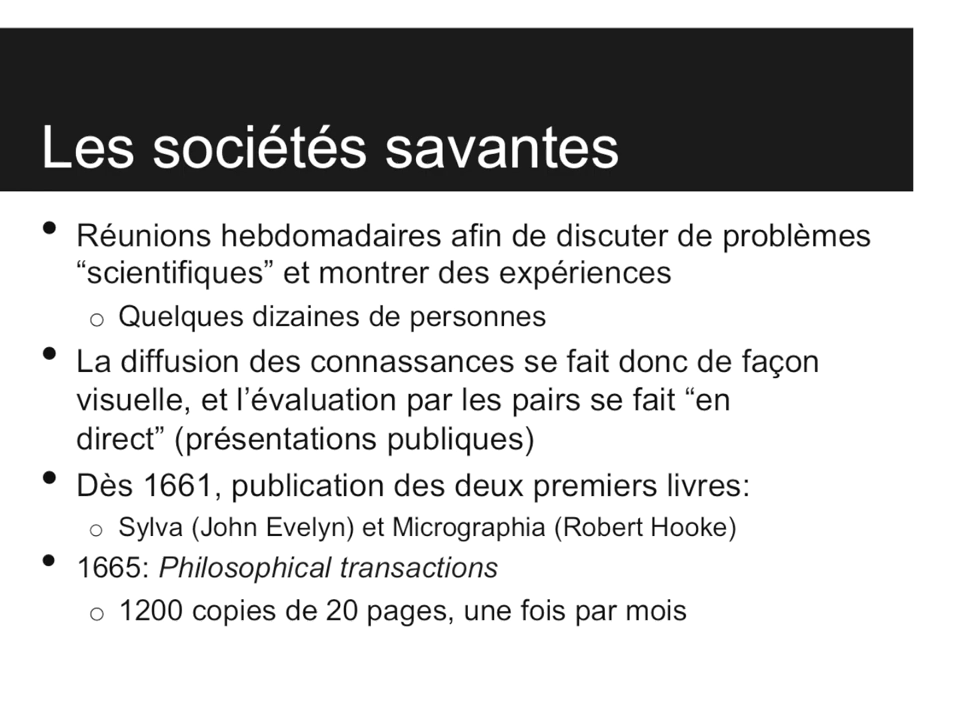 Les sociétés savantes
• Réunions hebdomadaires afin de discuter de problèmes
“scientifiques” et montrer des expériences
o Quelques dizaines de personnes
• La diffusion des connassances se fait donc de façon
visuelle, et l’évaluation par les pairs se fait “en
direct” (présentations publiques)
• Dès 1661, publication des deux premiers livres:
o Sylva (John Evelyn) et Micrographia (Robert Hooke)
• 1665: Philosophical transactions
o 1200 copies de 20 pages, une fois par mois